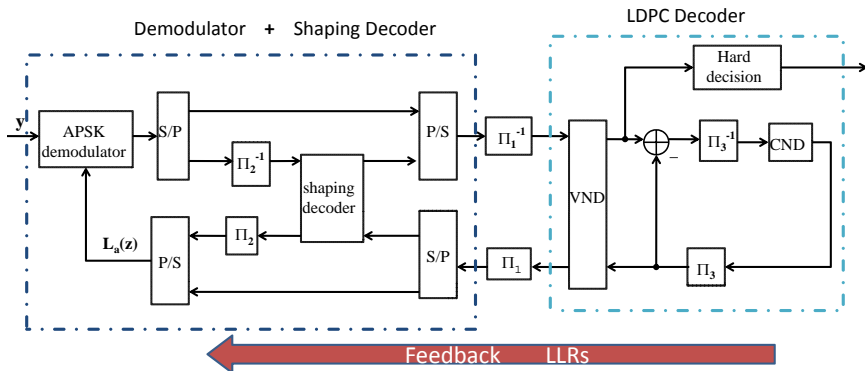 Demodulator + Shaping Decoder
LDPC Decoder
Hard
decision
y
APSK
demodulator
S/P
P/S
Π₁⁻¹
Π₂⁻¹
Π₃⁻¹
CND
−
shaping
decoder
VND
Lₐ(z)
P/S
Π₂
S/P
Π₁
Π₃
Feedback LLRs